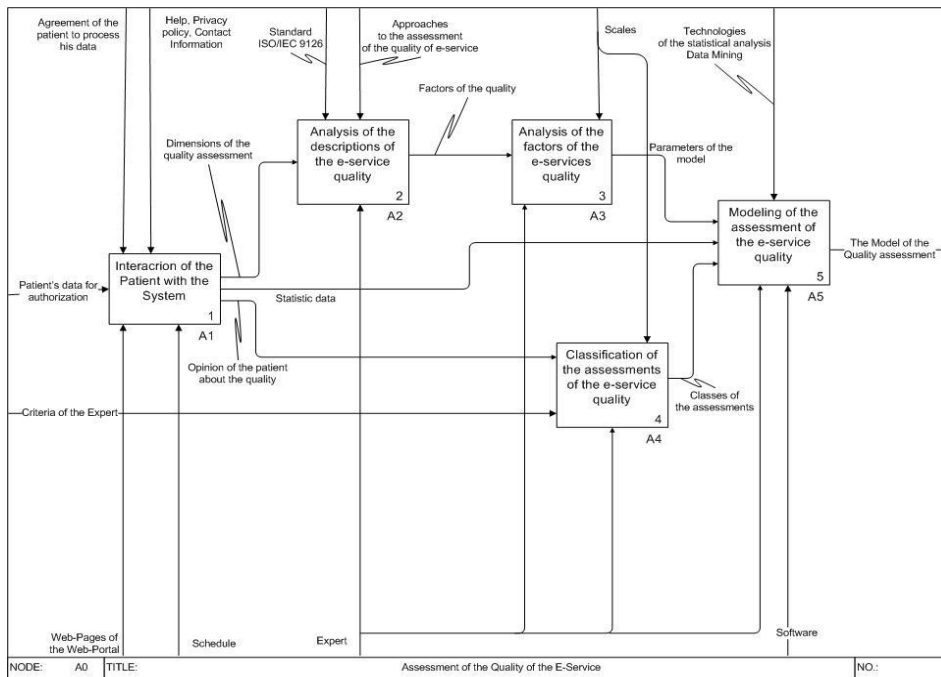 Agreement of the
patient to process
his data
Help, Privacy
policy, Contact
Information
Standard
ISO/IEC 9126
Approaches
to the assessment
of the quality of e-service
Scales
Technologies
of the statistical analysis
Data Mining
Factors of the quality
Dimensions of the
quality assessment
Analysis of the
descriptions of
the e-service
quality
2
A2
Analysis of the
factors of the
e-services
quality
3
A3
Parameters of the
model
Modeling of the
assessment of
the e-service
quality
5
A5
The Model of the
Quality assessment
Patient's data for
authorization
Interacrion of the
Patient with the
System
1
A1
Statistic data
Opinion of the patient
about the quality
Classification of
the assessments
of the e-service
quality
4
A4
Classes of
the assessments
Criteria of the Expert
Web-Pages of
the Web-Portal
Schedule
Expert
Software
NODE: A0 TITLE: Assessment of the Quality of the E-Service NO.: